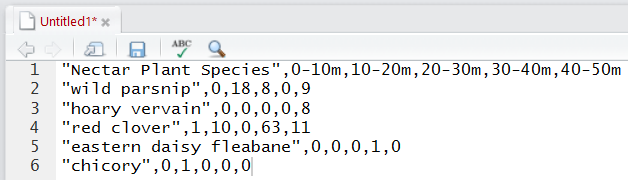 Untitled1*
ABC
1 "Nectar Plant Species",0-10m,10-20m,20-30m,30-40m,40-50m
2 "wild parsnip",0,18,8,0,9
3 "hoary vervain",0,0,0,0,8
4 "red clover",1,10,0,63,11
5 "eastern daisy fleabane",0,0,0,1,0
6 "chicory",0,1,0,0,0